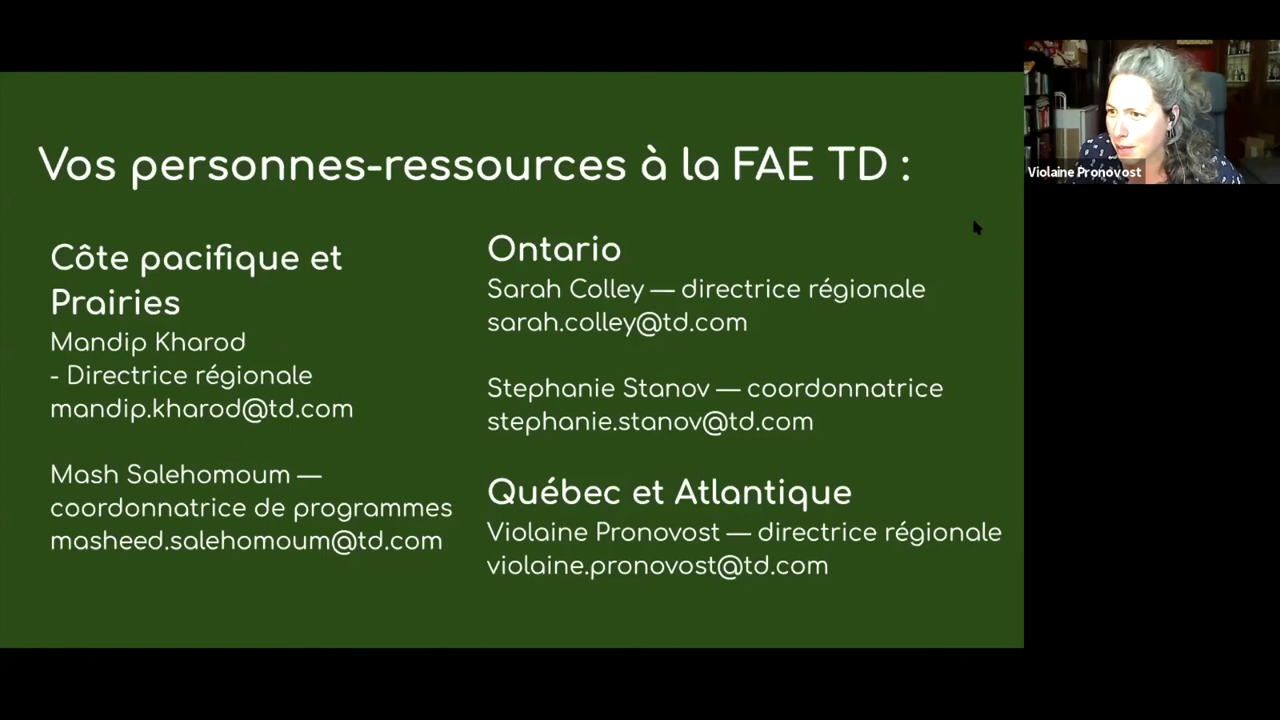 Vos personnes-ressources à la FAE TD :
Côte pacifique et
Prairies
Mandip Kharod
- Directrice régionale
mandip.kharod@td.com
Mash Salehomoum —
coordonnatrice de programmes
masheed.salehomoum@td.com
Ontario
Sarah Colley — directrice régionale
sarah.colley@td.com
Stephanie Stanov — coordonnatrice
stephanie.stanov@td.com
Québec et Atlantique
Violaine Pronovost — directrice régionale
violaine.pronovost@td.com
Violaine Pronovost